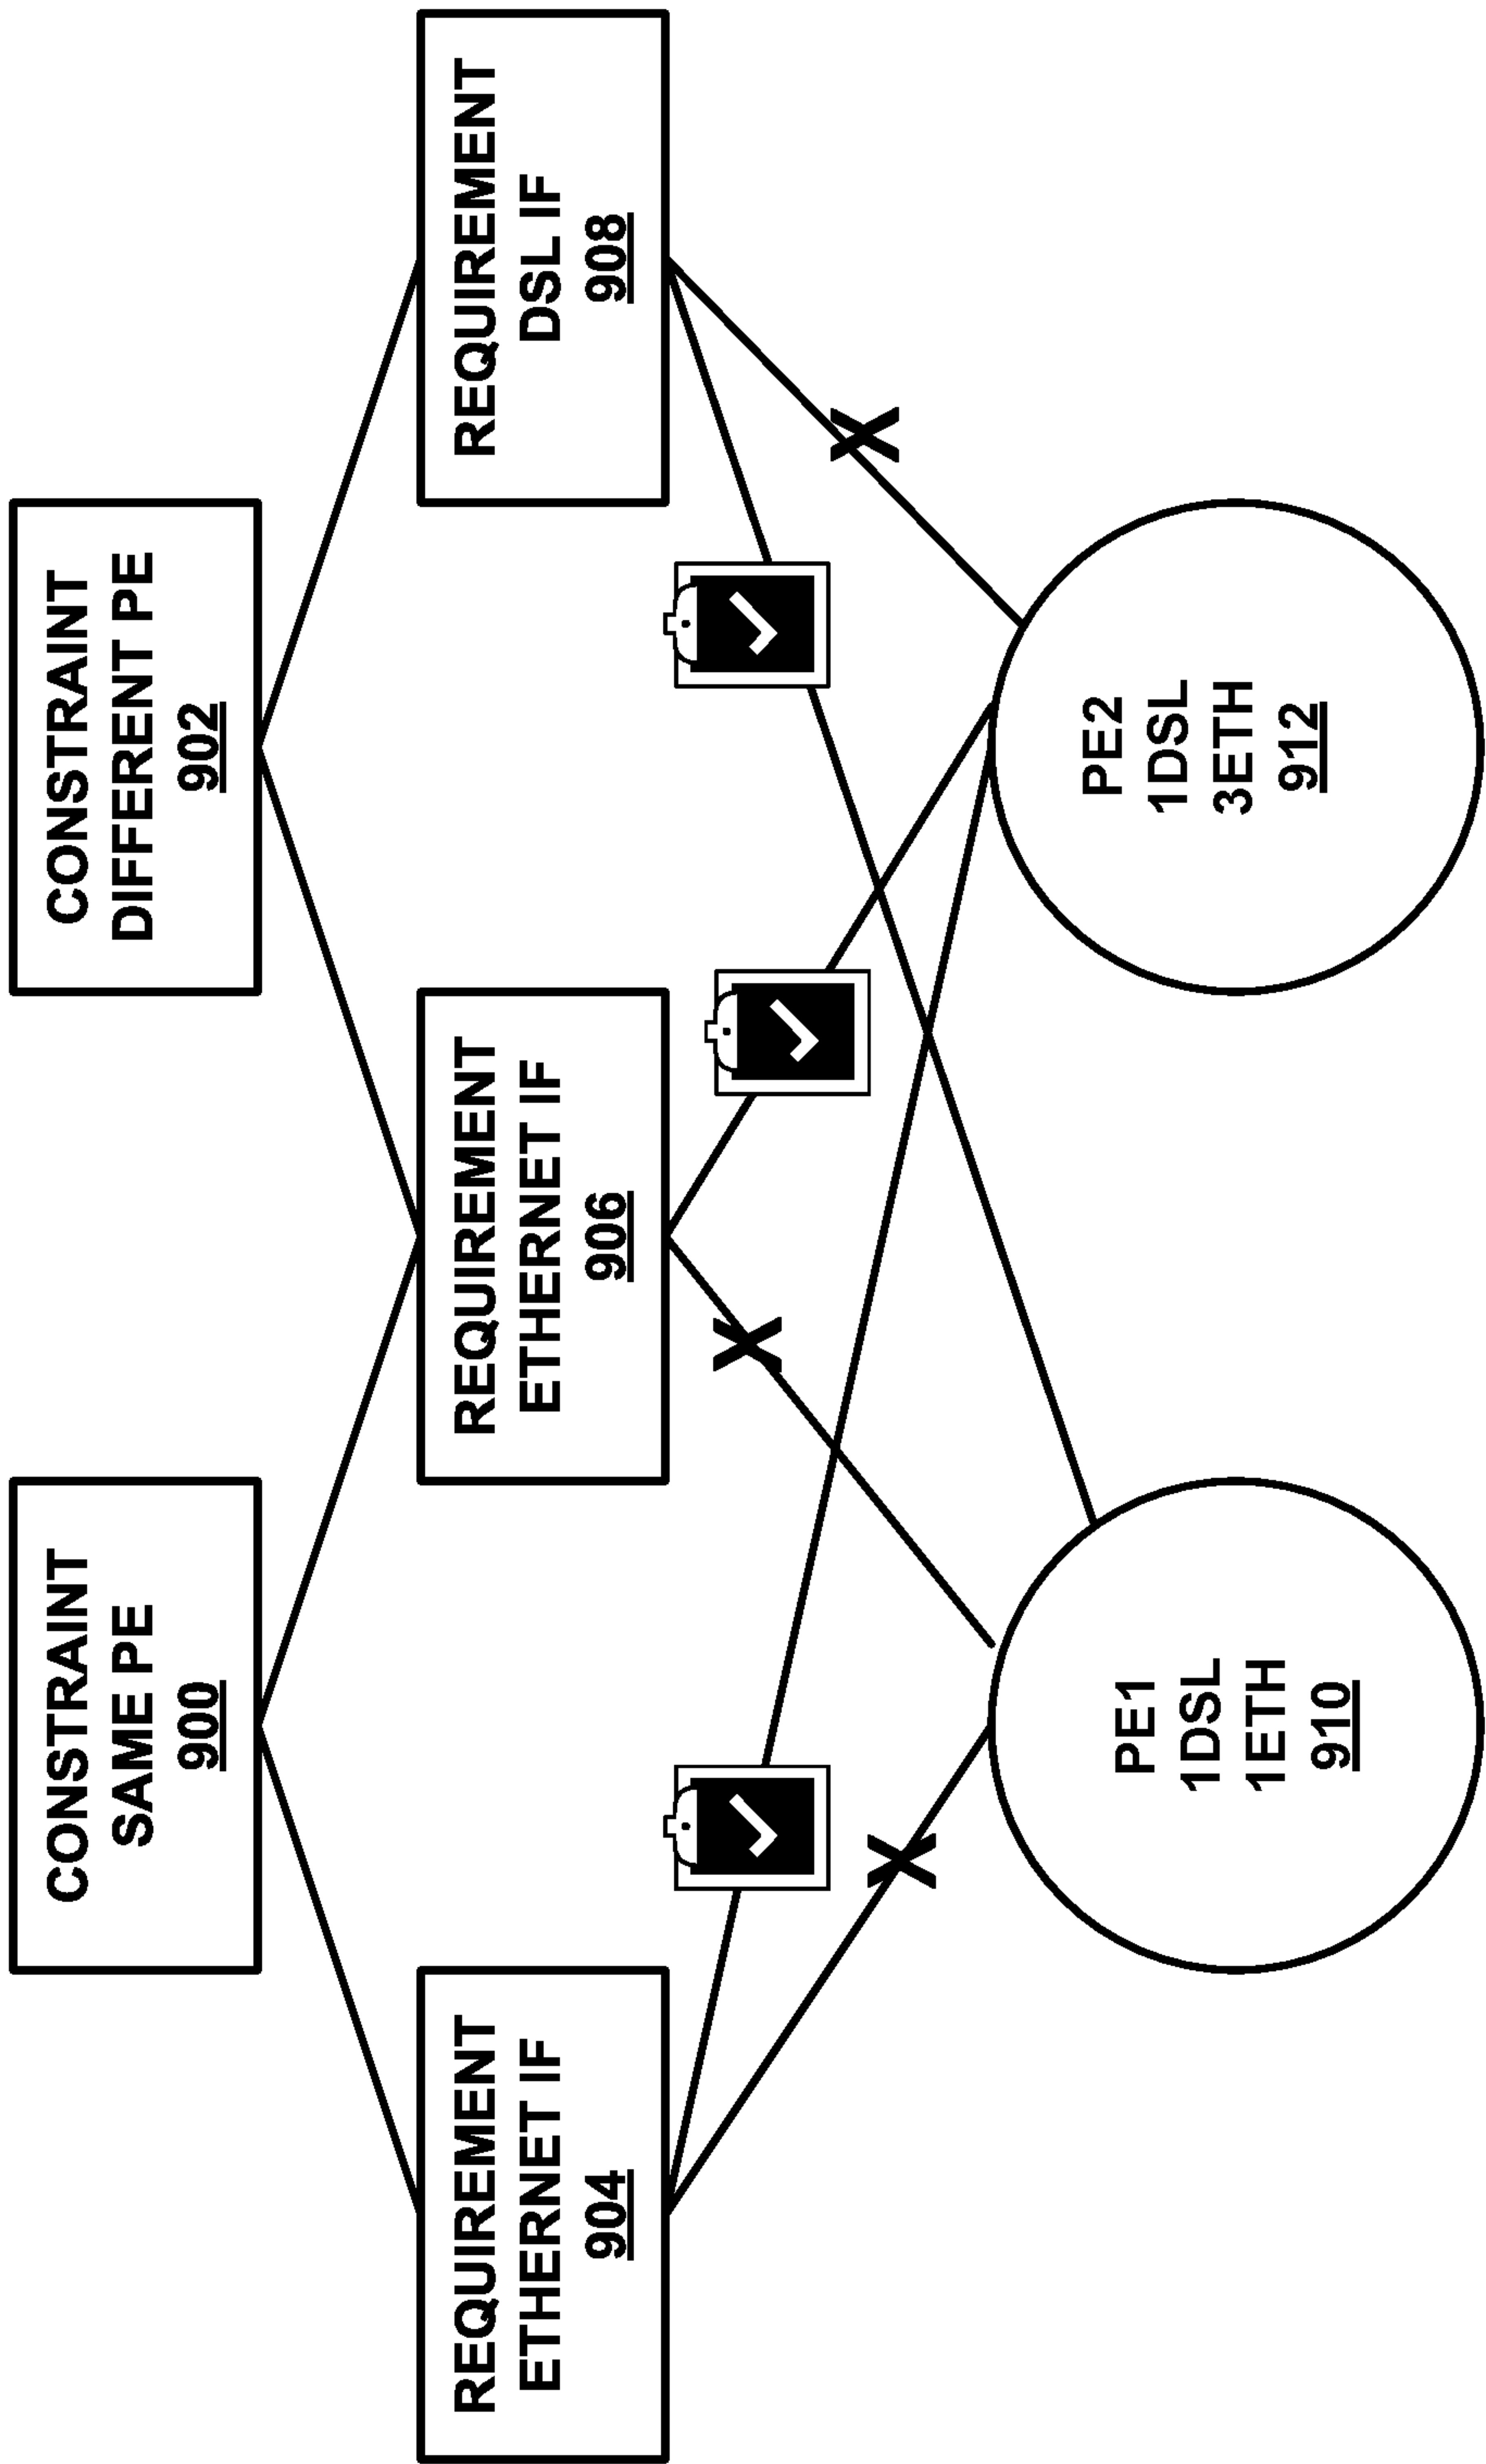 CONSTRAINT
SAME PE
900
CONSTRAINT
DIFFERENT PE
902
REQUIREMENT
ETHERNET IF
904
REQUIREMENT
ETHERNET IF
906
REQUIREMENT
DSL IF
908
X
X
X
PE1
1DSL
1ETH
910
PE2
1DSL
3ETH
912